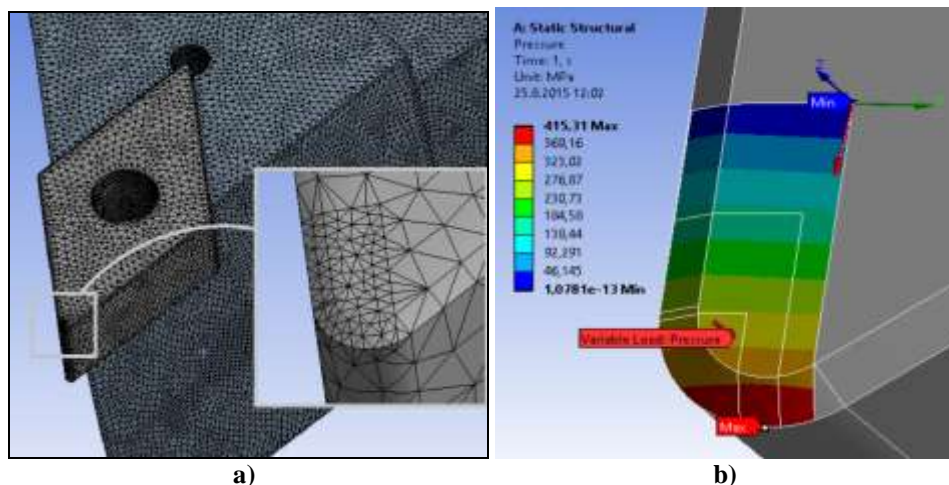 A: Static Structural
Pressure
Time: 1, s
Unit: MPa
25.8.2015 12:02
415,31 Max
369,16
323,02
276,87
230,73
184,58
138,44
92,291
46,145
1,0781e-13 Min
Min
Variable Load: Pressure
Max
a)
b)